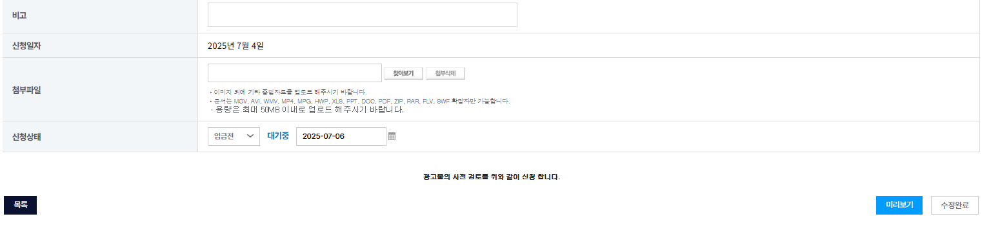 비고
신청일자
2025년 7월 4일
첨부파일
찾아보기 첨부삭제
· 이미지 외에 기타 증빙자료를 업로드 해주시기 바랍니다.
· 문서는 MOV, AVI, WMV, MP4, MPG, HWP, XLS, PPT, DOC, PDF, ZIP, RAR, FLV, SWF 확장자만 가능합니다.
· 용량은 최대 50MB 이내로 업로드 해주시기 바랍니다.
신청상태
입금전 대기중 2025-07-06
광고물의 사전 검토를 위와 같이 신청 합니다.
목록 미리보기 수정완료